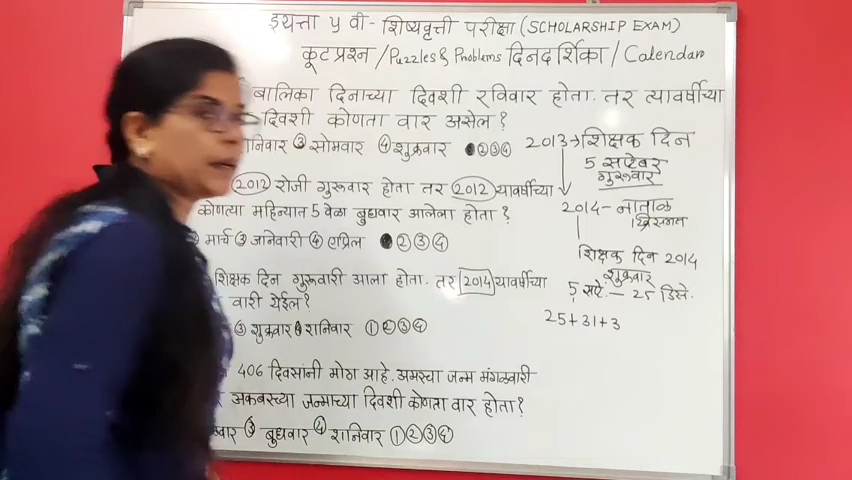 इयत्ता ५ वी - शिष्यवृत्ती परीक्षा (SCHOLARSHIP EXAM)
कूटप्रश्न / Puzzles & Problems दिनदर्शिका / Calendar
बालिका दिनाच्या दिवशी रविवार होता. तर त्यावर्षीच्या
दिवशी कोणता वार असेल ?
③ सोमवार ④ शुक्रवार ②③④
2012 रोजी गुरूवार होता तर 2012 यावर्षीच्या
कोणत्या महिन्यात 5 वेळा बुधवार आलेला होता ?
मार्च ③ जानेवारी ④ एप्रिल ②③④
शिक्षक दिन गुरूवारी आला होता. तर 2014 यावर्षीच्या
वारी येईल ?
③ शुक्रवार ④ शनिवार ①②③④
406 दिवसांनी मोठा आहे. अमरचा जन्म मंगळवारी
अकबरच्या जन्माच्या दिवशी कोणता वार होता ?
③ बुधवार ④ शनिवार ①②③④
2013 → शिक्षक दिन
5 सप्टेंबर
गुरूवार
2014 - नाताळ
शिक्षक दिन 2014
शुक्रवार
5 सप्टे. — 25 डिसें.
25+31+3